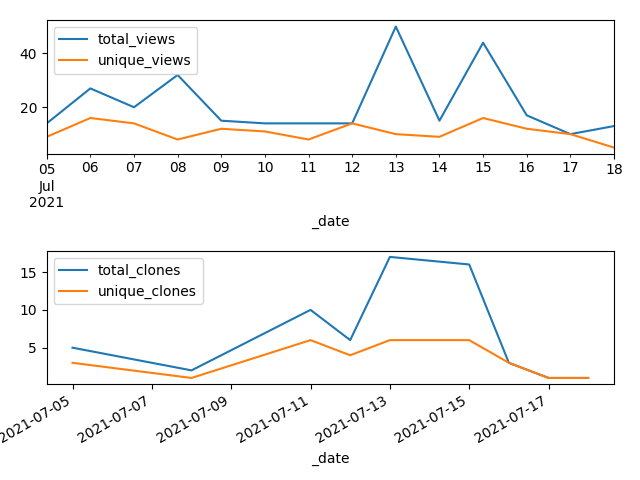 total_views
unique_views
40
20
05 06 07 08 09 10 11 12 13 14 15 16 17 18
Jul
2021
_date
total_clones
unique_clones
15
10
5
2021-07-05 2021-07-07 2021-07-09 2021-07-11 2021-07-13 2021-07-15 2021-07-17
_date